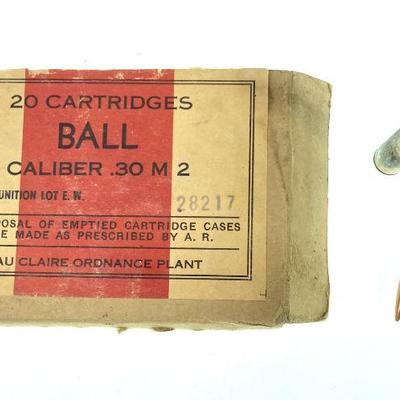 20 CARTRIDGES
BALL
CALIBER .30 M 2
UNITION LOT E.W. 28217
POSAL OF EMPTIED CARTRIDGE CASES
E MADE AS PRESCRIBED BY A. R.
AU CLAIRE ORDNANCE PLANT